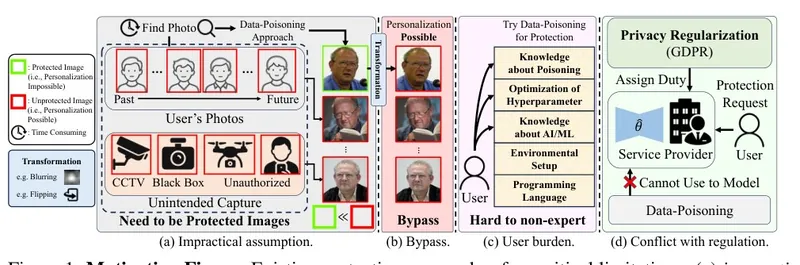 : Protected Image
(i.e., Personalization
Impossible)
: Unprotected Image
(i.e., Personalization
Possible)
: Time Consuming
Transformation
e.g. Blurring
e.g. Flipping
Find Photo
Data-Poisoning
Approach
...
...
Past
Future
User's Photos
CCTV
Black Box
Unauthorized
Unintended Capture
Need to be Protected Images
≪
(a) Impractical assumption.
Transformation
Personalization
Possible
Bypass
(b) Bypass.
Try Data-Poisoning
for Protection
Knowledge
about Poisoning
Optimization of
Hyperparameter
Knowledge
about AI/ML
Environmental
Setup
Programming
Language
User
Hard to non-expert
(c) User burden.
Privacy Regularization
(GDPR)
Assign Duty
Protection
Request
θ̂
Service Provider
User
Cannot Use to Model
Data-Poisoning
(d) Conflict with regulation.